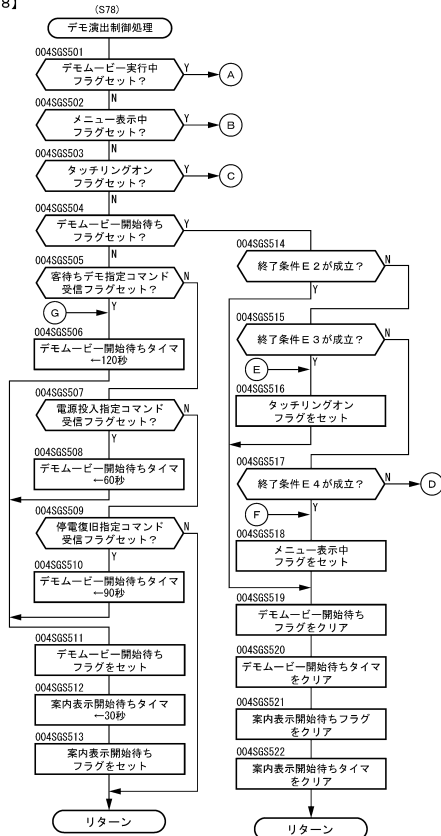 8】
(S78)
デモ演出制御処理
004SGS501
デモムービー実行中
フラグセット？
Y
A
N
004SGS502
メニュー表示中
フラグセット？
Y
B
N
004SGS503
タッチリングオン
フラグセット？
Y
C
N
004SGS504
デモムービー開始待ち
フラグセット？
Y
N
004SGS505
客待ちデモ指定コマンド
受信フラグセット？
N
Y
G
004SGS506
デモムービー開始待ちタイマ
←120秒
004SGS507
電源投入指定コマンド
受信フラグセット？
N
Y
004SGS508
デモムービー開始待ちタイマ
←60秒
004SGS509
停電復旧指定コマンド
受信フラグセット？
N
Y
004SGS510
デモムービー開始待ちタイマ
←90秒
004SGS511
デモムービー開始待ち
フラグをセット
004SGS512
案内表示開始待ちタイマ
←30秒
004SGS513
案内表示開始待ち
フラグをセット
リターン
004SGS514
終了条件Ｅ２が成立？
N
Y
004SGS515
終了条件Ｅ３が成立？
N
Y
E
004SGS516
タッチリングオン
フラグをセット
004SGS517
終了条件Ｅ４が成立？
N
D
Y
F
004SGS518
メニュー表示中
フラグをセット
004SGS519
デモムービー開始待ち
フラグをクリア
004SGS520
デモムービー開始待ちタイマ
をクリア
004SGS521
案内表示開始待ちフラグ
をクリア
004SGS522
案内表示開始待ちタイマ
をクリア
リターン